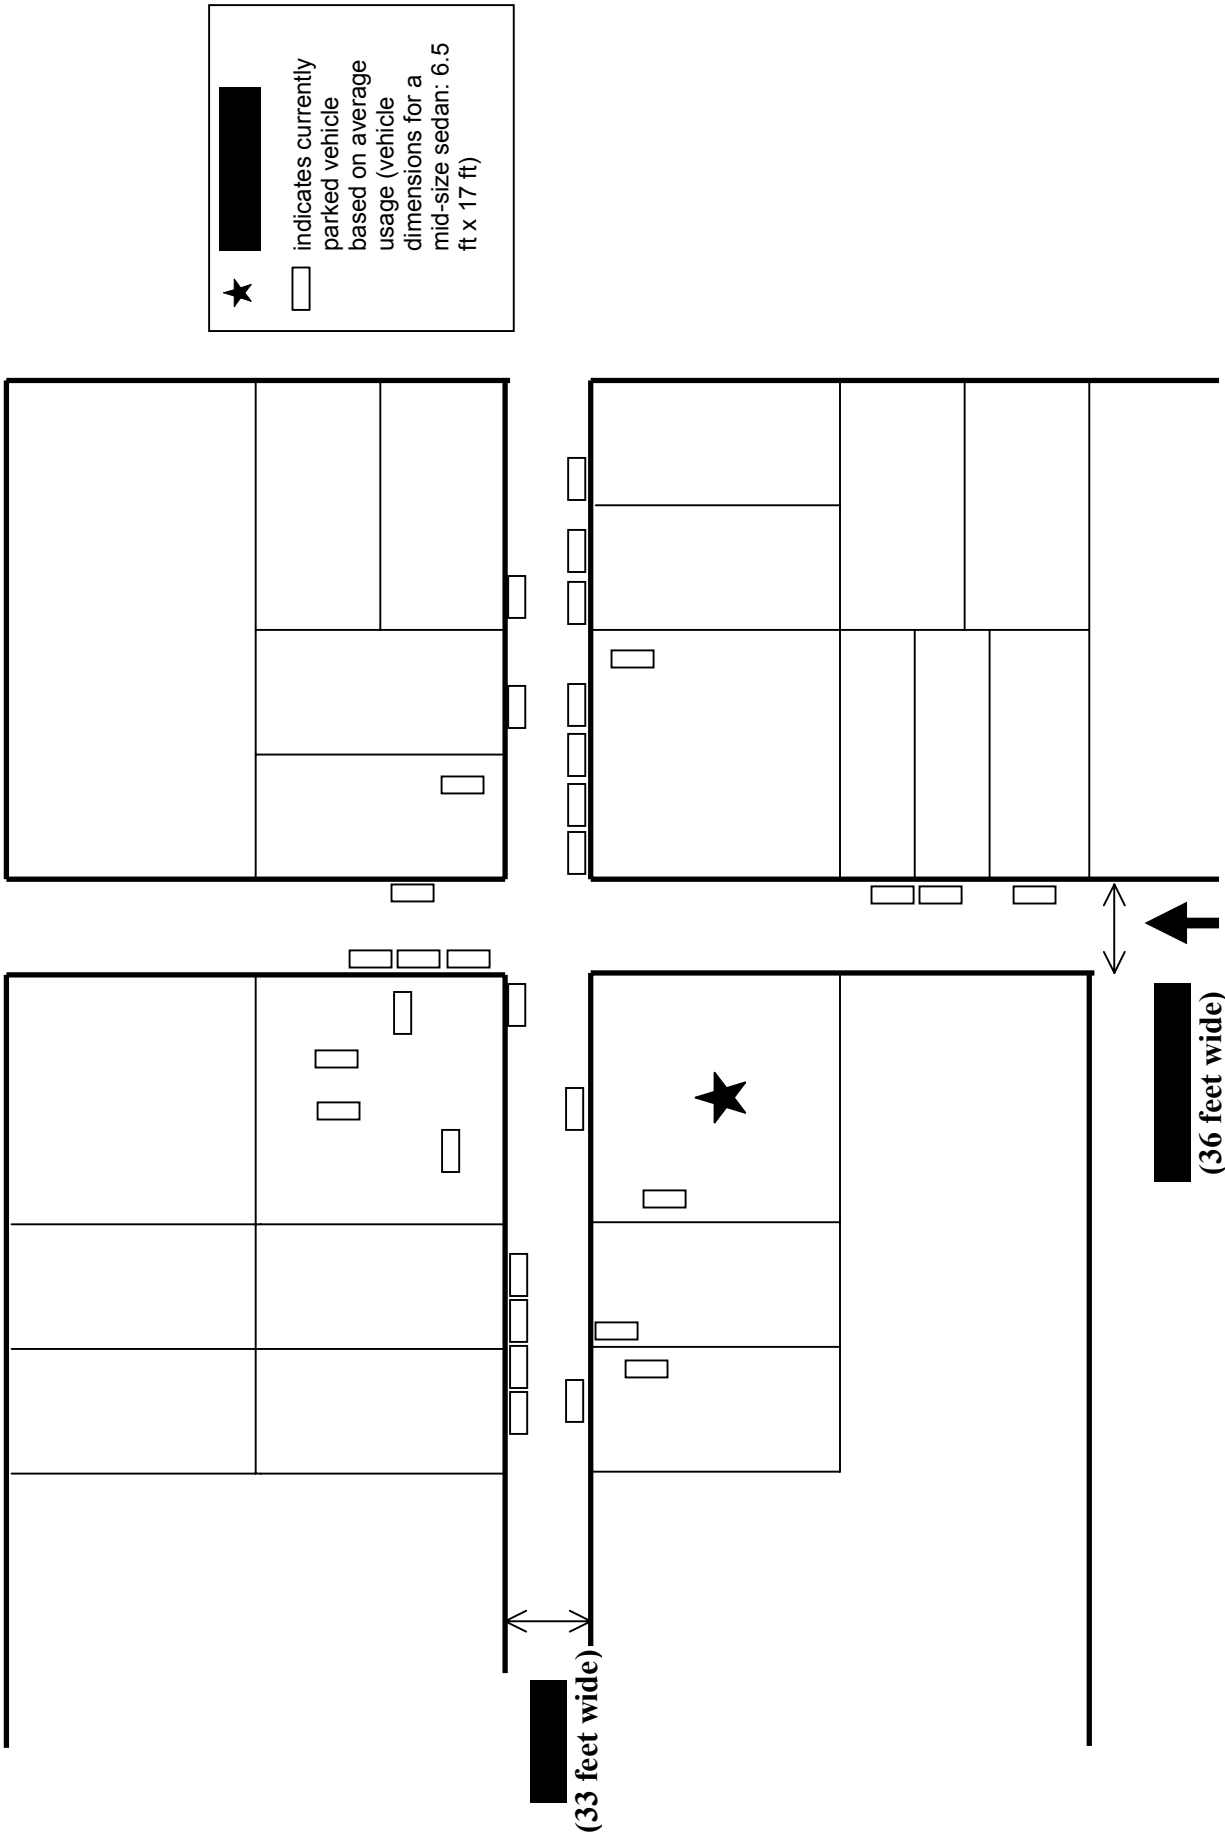 indicates currently
parked vehicle
based on average
usage (vehicle
dimensions for a
mid-size sedan: 6.5
ft x 17 ft)
(33 feet wide)
(36 feet wide)